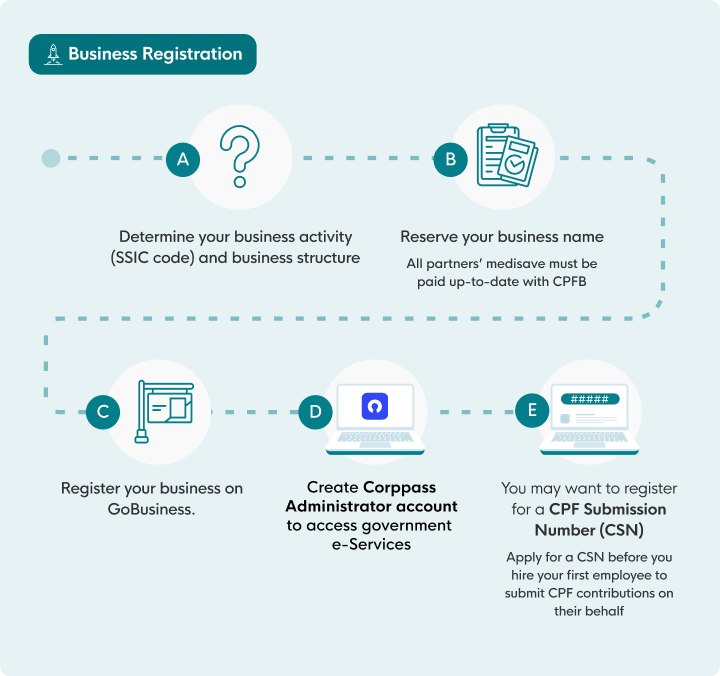 Business Registration
A
B
Determine your business activity
(SSIC code) and business structure
Reserve your business name
All partners’ medisave must be
paid up-to-date with CPFB
C
D
E
#####
Register your business on
GoBusiness.
Create Corppass
Administrator account
to access government
e-Services
You may want to register
for a CPF Submission
Number (CSN)
Apply for a CSN before you
hire your first employee to
submit CPF contributions on
their behalf